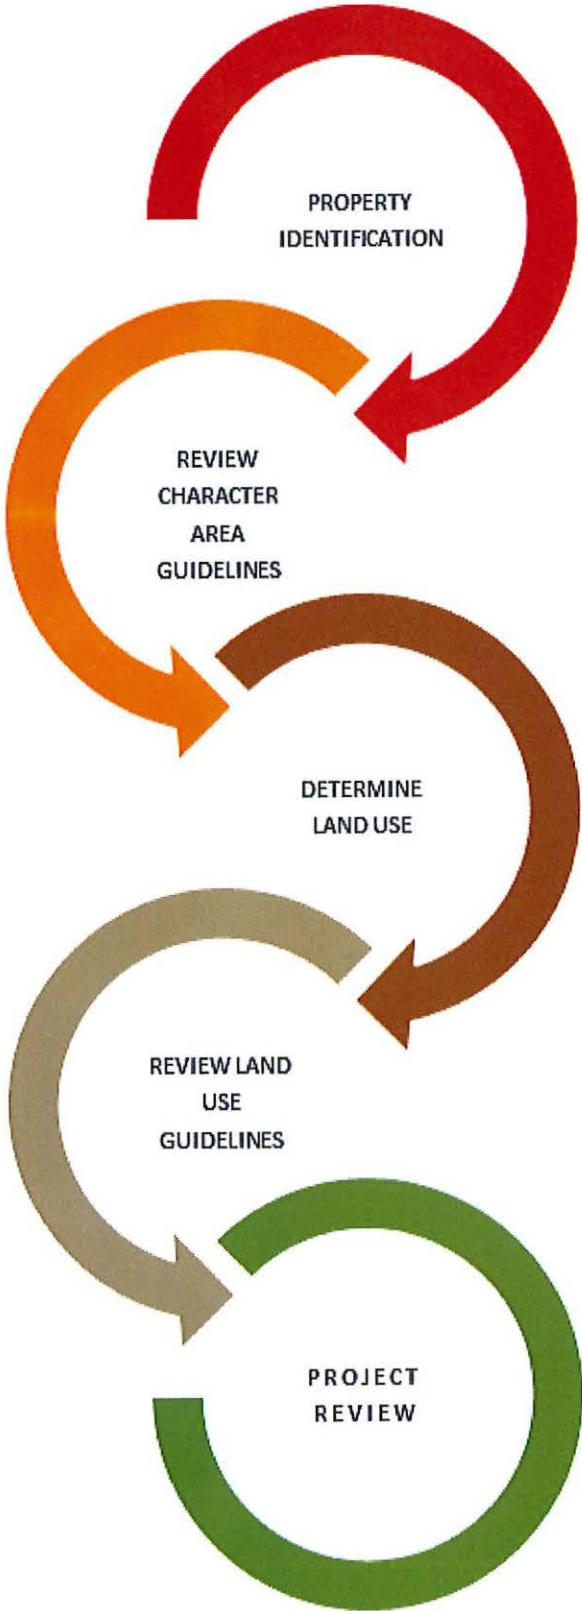 PROPERTY
IDENTIFICATION
REVIEW
CHARACTER
AREA
GUIDELINES
DETERMINE
LAND USE
REVIEW LAND
USE
GUIDELINES
PROJECT
REVIEW